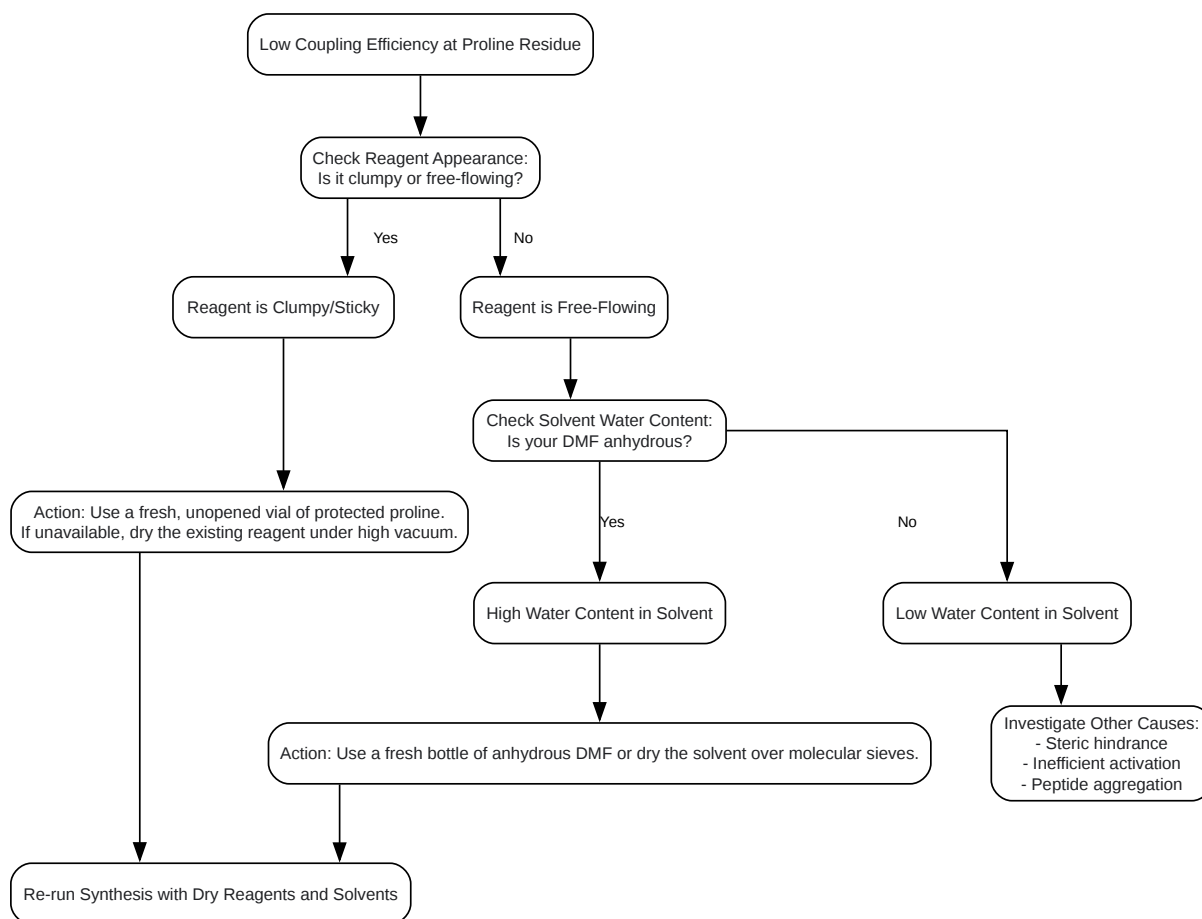 Low Coupling Efficiency at Proline Residue
Check Reagent Appearance:
Is it clumpy or free-flowing?
Yes
No
Reagent is Clumpy/Sticky
Reagent is Free-Flowing
Check Solvent Water Content:
Is your DMF anhydrous?
Action: Use a fresh, unopened vial of protected proline.
If unavailable, dry the existing reagent under high vacuum.
Yes
No
High Water Content in Solvent
Low Water Content in Solvent
Investigate Other Causes:
- Steric hindrance
- Inefficient activation
- Peptide aggregation
Action: Use a fresh bottle of anhydrous DMF or dry the solvent over molecular sieves.
Re-run Synthesis with Dry Reagents and Solvents